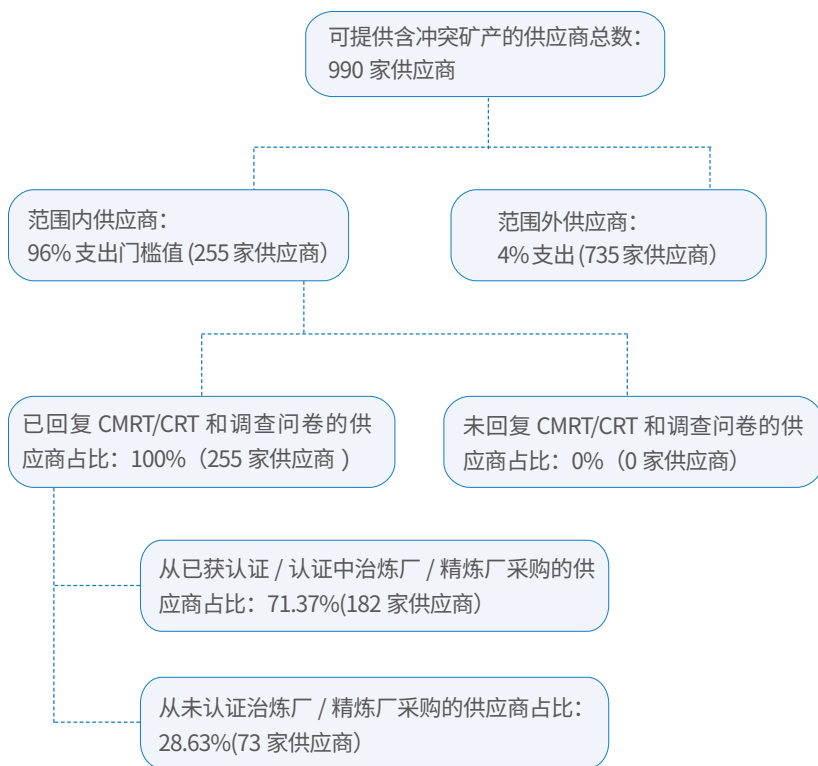 可提供含冲突矿产的供应商总数：
990 家供应商
范围内供应商：
96% 支出门槛值 (255 家供应商）
范围外供应商：
4% 支出 (735 家供应商）
已回复 CMRT/CRT 和调查问卷的供
应商占比：100%（255 家供应商 ）
未回复 CMRT/CRT 和调查问卷的供
应商占比：0%（0 家供应商）
从已获认证 / 认证中冶炼厂 / 精炼厂采购的供
应商占比：71.37%(182 家供应商）
从未认证冶炼厂 / 精炼厂采购的供应商占比：
28.63%(73 家供应商）